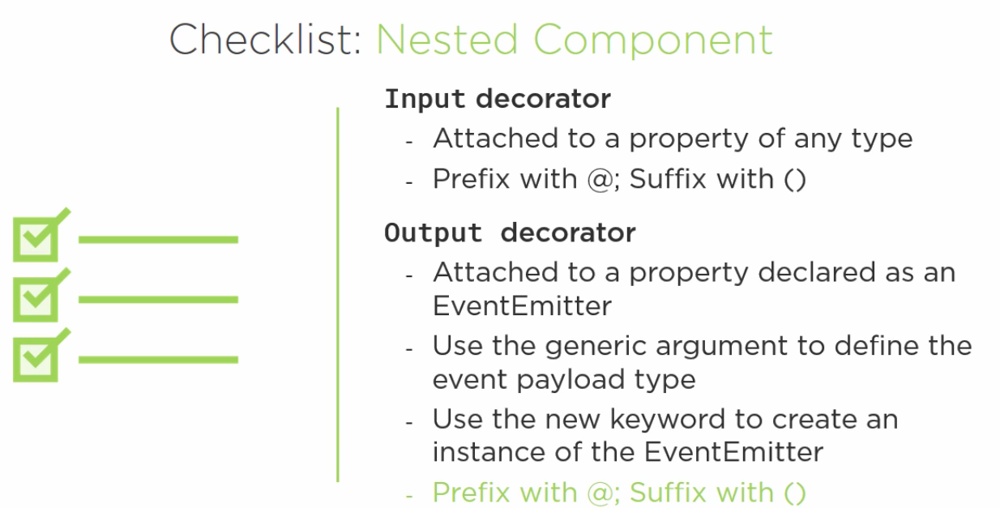 Checklist: Nested Component
Input decorator
- Attached to a property of any type
- Prefix with @; Suffix with ()
Output decorator
- Attached to a property declared as an
EventEmitter
- Use the generic argument to define the
event payload type
- Use the new keyword to create an
instance of the EventEmitter
- Prefix with @; Suffix with ()